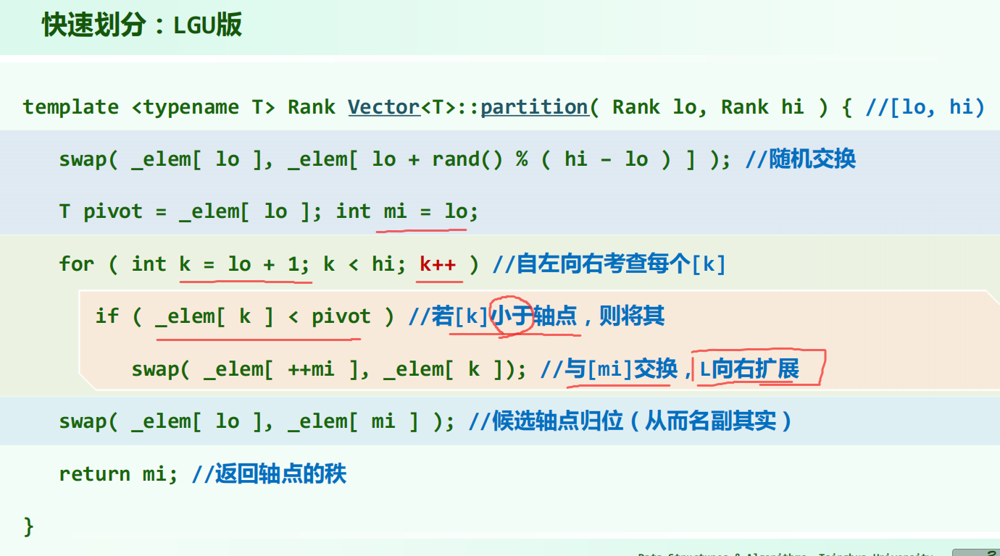 快速划分：LGU版
template <typename T> Rank Vector<T>::partition( Rank lo, Rank hi ) { //[lo, hi)
swap( _elem[ lo ], _elem[ lo + rand() % ( hi - lo ) ] ); //随机交换
T pivot = _elem[ lo ]; int mi = lo;
for ( int k = lo + 1; k < hi; k++ ) //自左向右考查每个[k]
if ( _elem[ k ] < pivot ) //若[k]小于轴点，则将其
swap( _elem[ ++mi ], _elem[ k ]); //与[mi]交换，L向右扩展
swap( _elem[ lo ], _elem[ mi ] ); //候选轴点归位（从而名副其实）
return mi; //返回轴点的秩
}
Data Structures & Algorithms, Tsinghua University